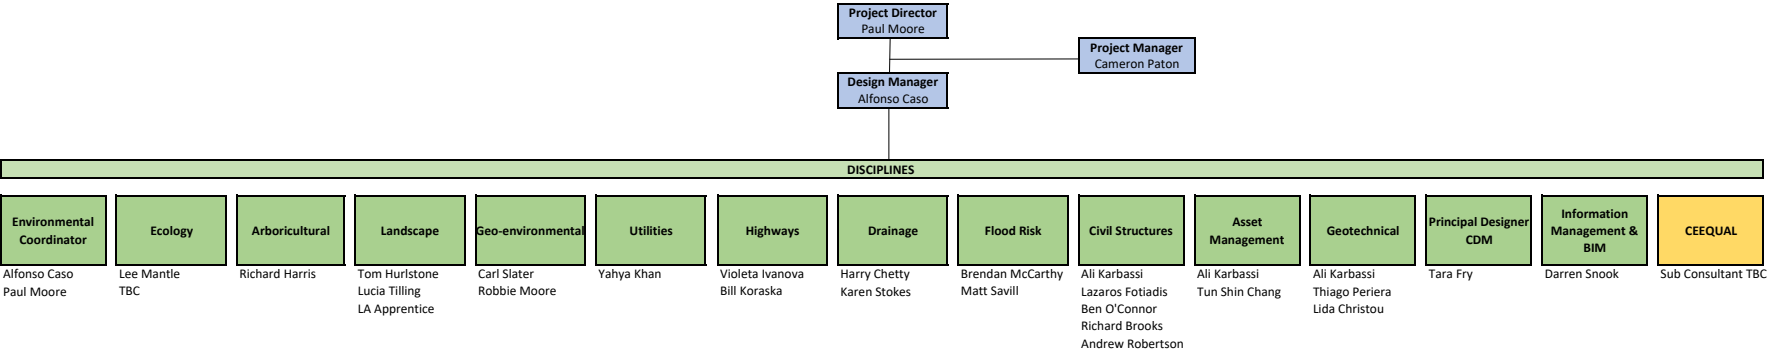 Project Director
Paul Moore
Project Manager
Cameron Paton
Design Manager
Alfonso Caso
DISCIPLINES
Environmental
Coordinator
Alfonso Caso
Paul Moore
Ecology
Lee Mantle
TBC
Arboricultural
Richard Harris
Landscape
Tom Hurlstone
Lucia Tilling
LA Apprentice
Geo-environmental
Carl Slater
Robbie Moore
Utilities
Yahya Khan
Highways
Violeta Ivanova
Bill Koraska
Drainage
Harry Chetty
Karen Stokes
Flood Risk
Brendan McCarthy
Matt Savill
Civil Structures
Ali Karbassi
Lazaros Fotiadis
Ben O'Connor
Richard Brooks
Andrew Robertson
Asset
Management
Ali Karbassi
Tun Shin Chang
Geotechnical
Ali Karbassi
Thiago Periera
Lida Christou
Principal Designer
CDM
Tara Fry
Information
Management &
BIM
Darren Snook
CEEQUAL
Sub Consultant TBC